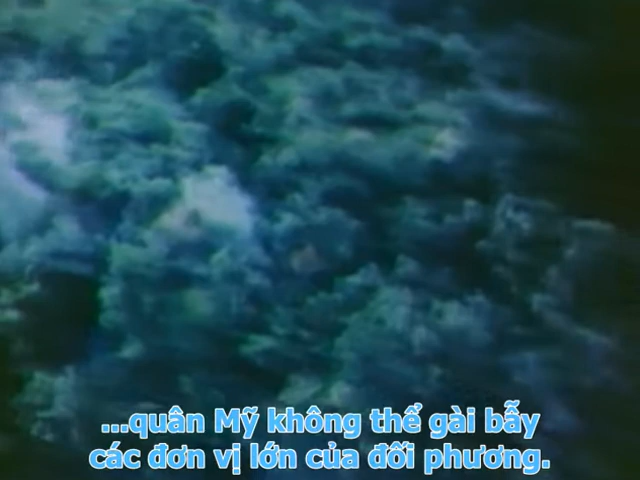 ...quân Mỹ không thể gài bẫy
các đơn vị lớn của đối phương.